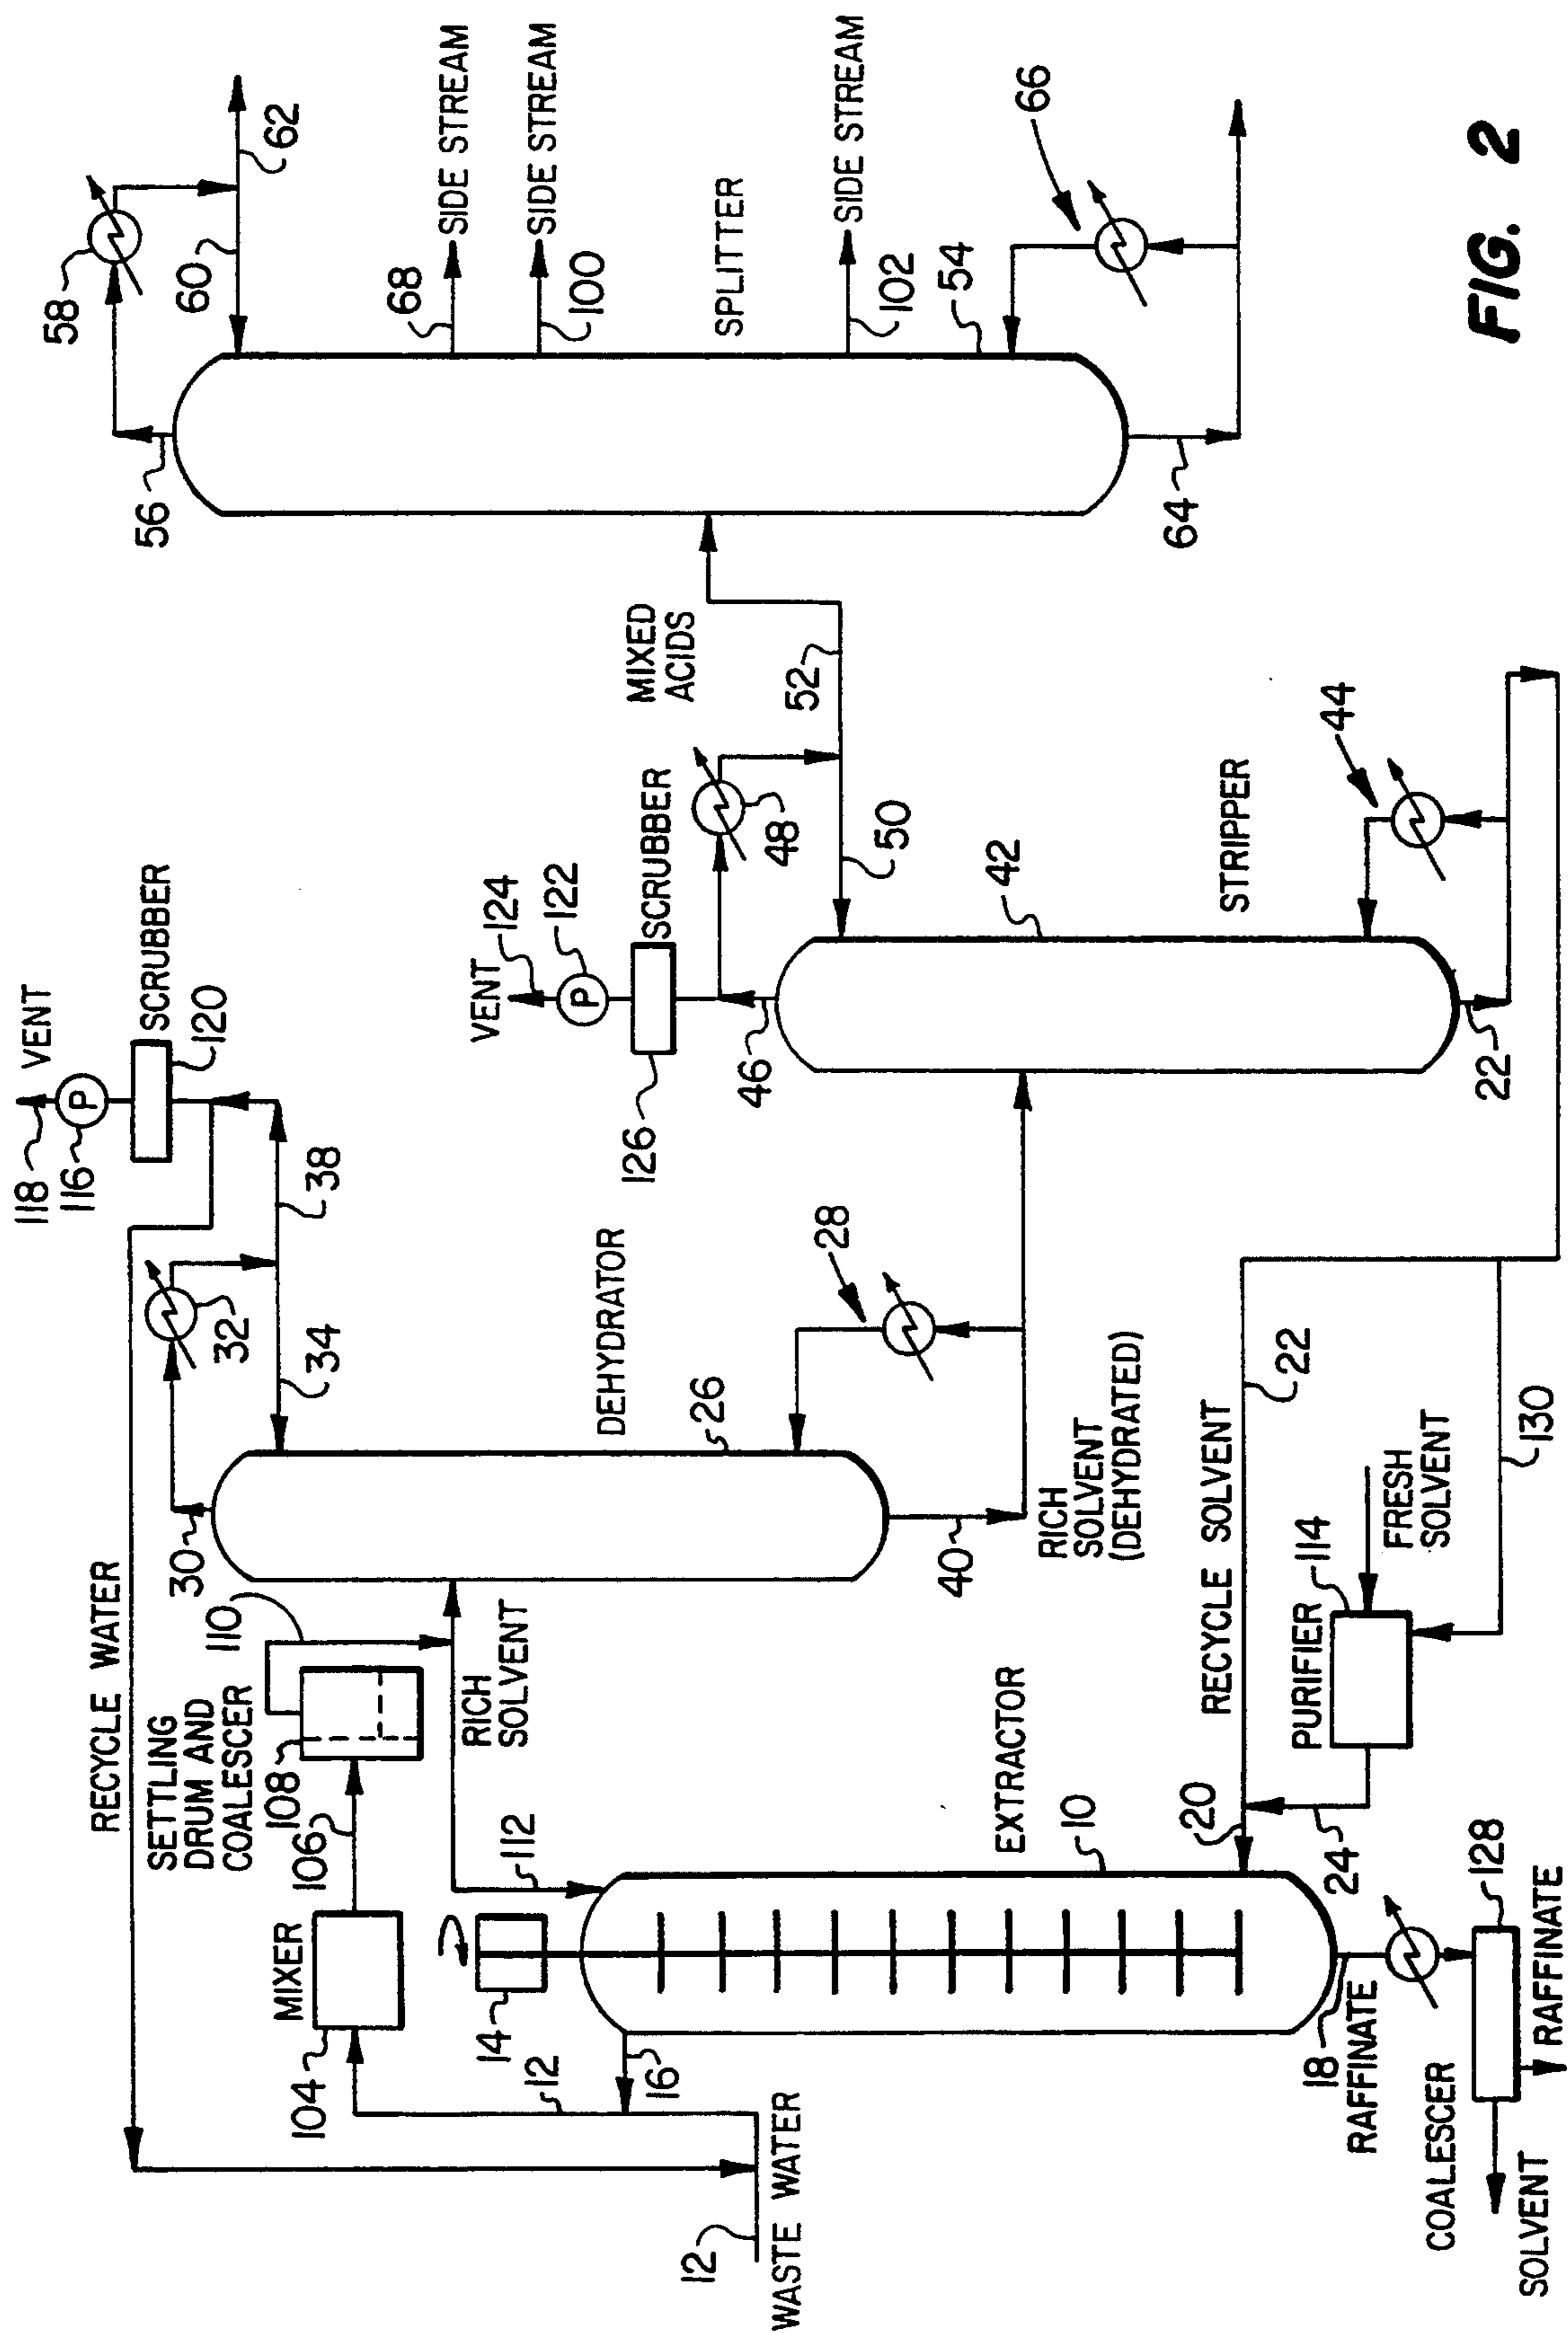 118
VENT
116
P
SCRUBBER
120
RECYCLE WATER
32
38
34
30
SETTLING
DRUM AND
COALESCER
110
108
106
MIXER
104
RICH
SOLVENT
112
14
12
16
12
WASTE WATER
DEHYDRATOR
26
28
40
RICH
SOLVENT
(DEHYDRATED)
EXTRACTOR
10
RECYCLE SOLVENT
22
20
24
PURIFIER
114
FRESH
SOLVENT
130
18
RAFFINATE
128
COALESCER
RAFFINATE
SOLVENT
VENT
124
P
122
SCRUBBER
126
46
48
50
52
MIXED
ACIDS
42
STRIPPER
44
22
56
58
60
62
68
SIDE STREAM
100
SIDE STREAM
SPLITTER
102
SIDE STREAM
54
66
64
FIG. 2